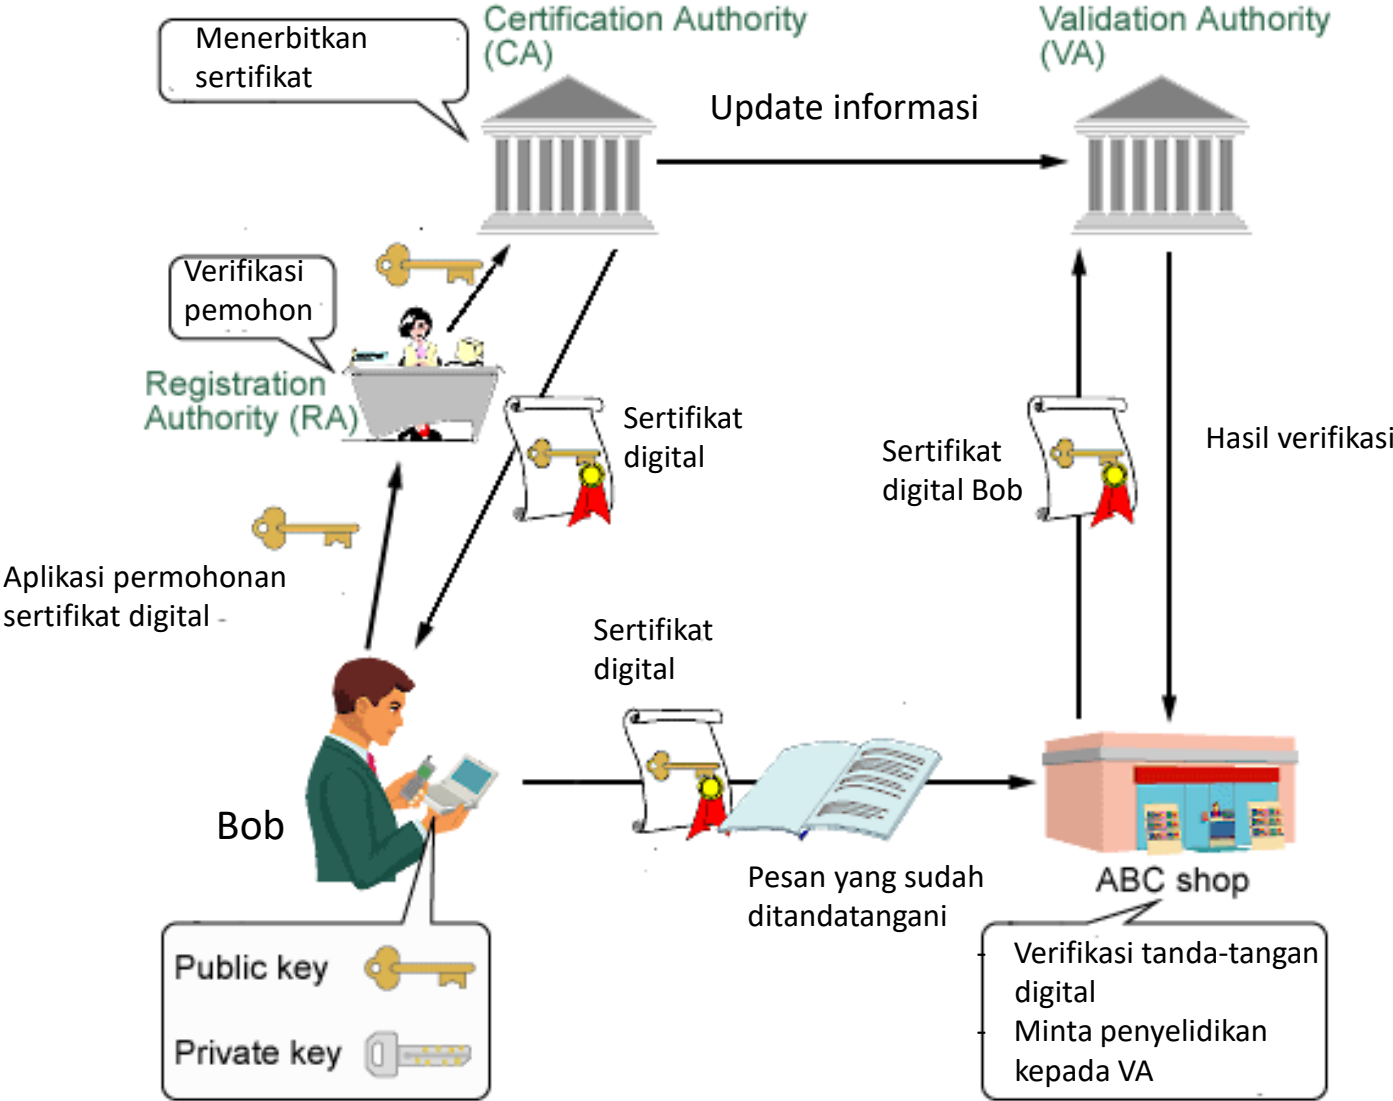 Certification Authority
(CA)
Validation Authority
(VA)
Menerbitkan
sertifikat
Update informasi
Verifikasi
pemohon
Registration
Authority (RA)
Sertifikat
digital
Sertifikat
digital Bob
Hasil verifikasi
Aplikasi permohonan
sertifikat digital
Sertifikat
digital
Bob
Pesan yang sudah
ditandatangani
ABC shop
Public key
Private key
- Verifikasi tanda-tangan
digital
- Minta penyelidikan
kepada VA